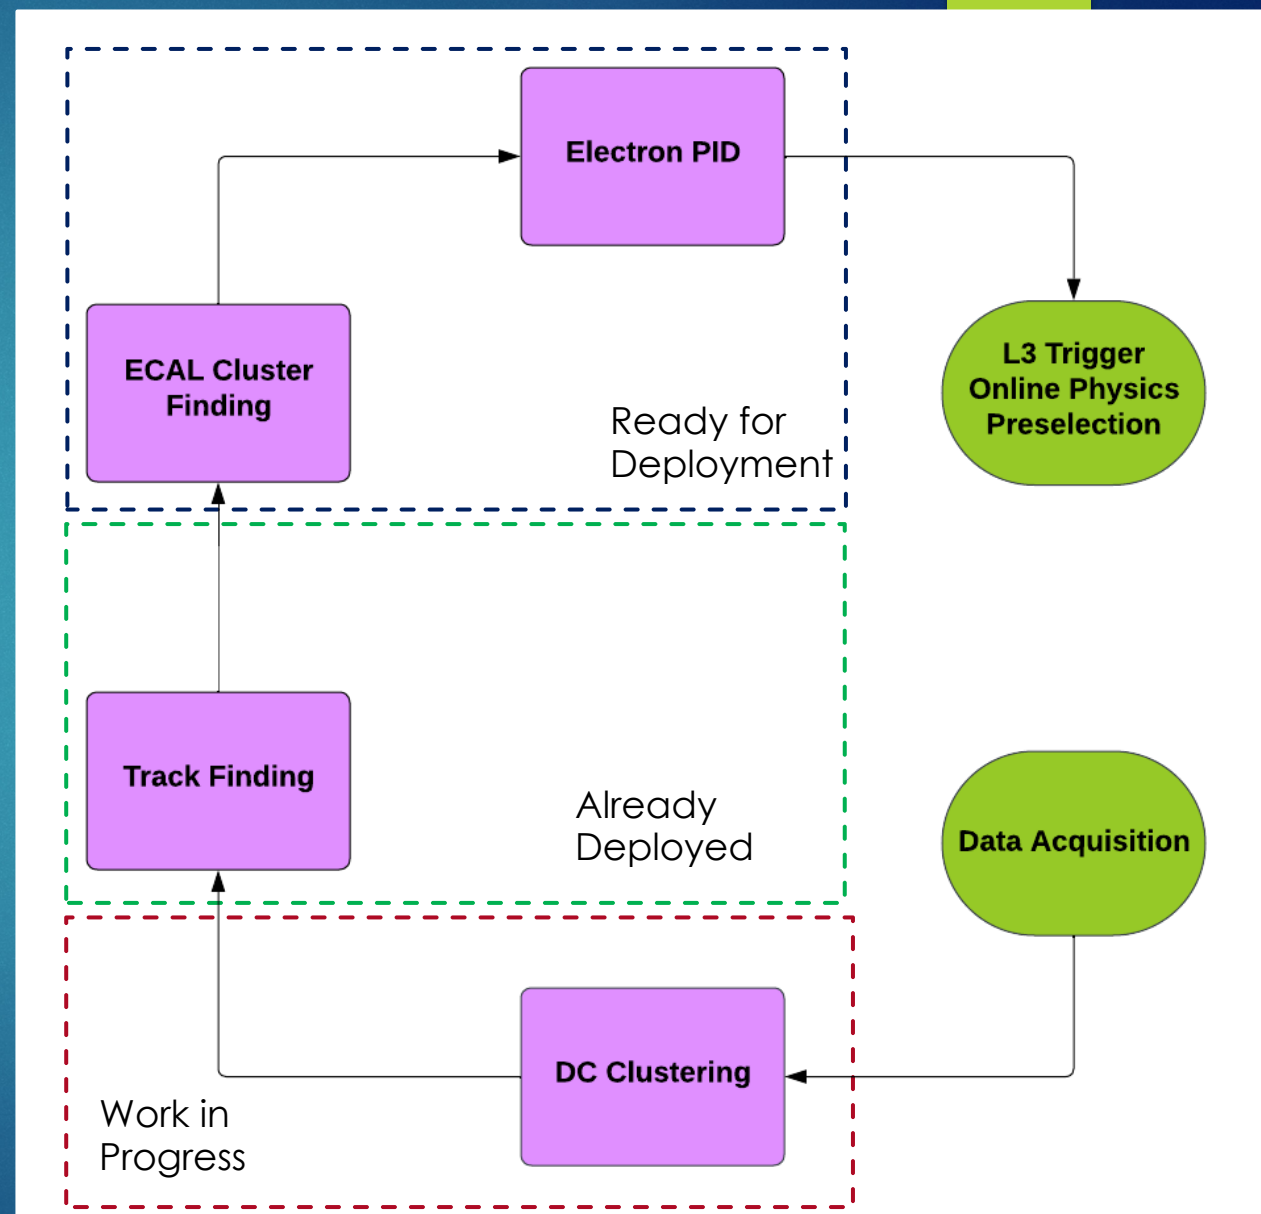 Electron PID
ECAL Cluster
Finding
L3 Trigger
Online Physics
Preselection
Ready for
Deployment
Track Finding
Already
Deployed
Data Acquisition
DC Clustering
Work in
Progress